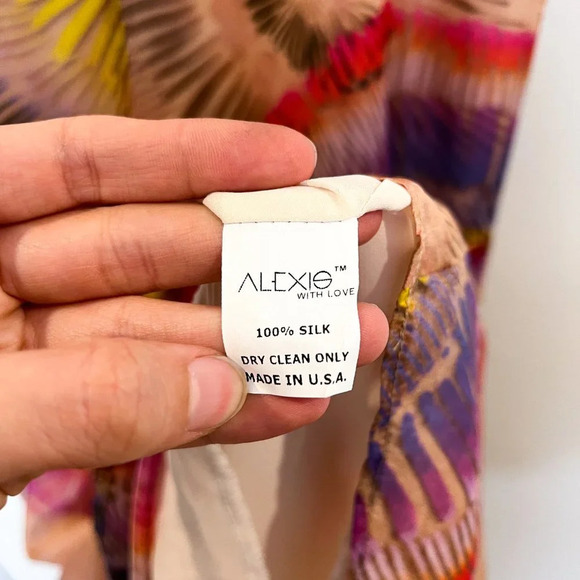 ALEXIS™
WITH LOVE
100% SILK
DRY CLEAN ONLY
MADE IN U.S.A.